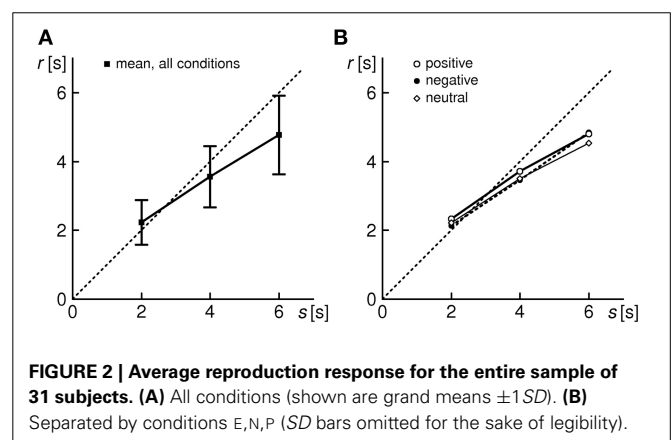 A
r [s]
mean, all conditions
6
4
2
0
0 2 4 6 s [s]
B
r [s]
positive
negative
neutral
6
4
2
0
0 2 4 6 s [s]
FIGURE 2 | Average reproduction response for the entire sample of
31 subjects. (A) All conditions (shown are grand means ±1SD). (B)
Separated by conditions E,N,P (SD bars omitted for the sake of legibility).